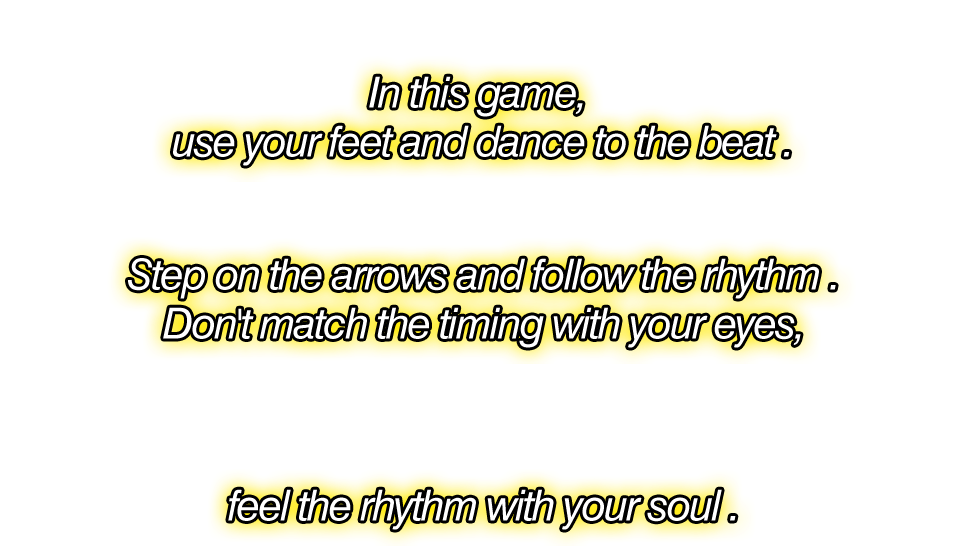 In this game,
use your feet and dance to the beat .
Step on the arrows and follow the rhythm .
Don't match the timing with your eyes,
feel the rhythm with your soul .